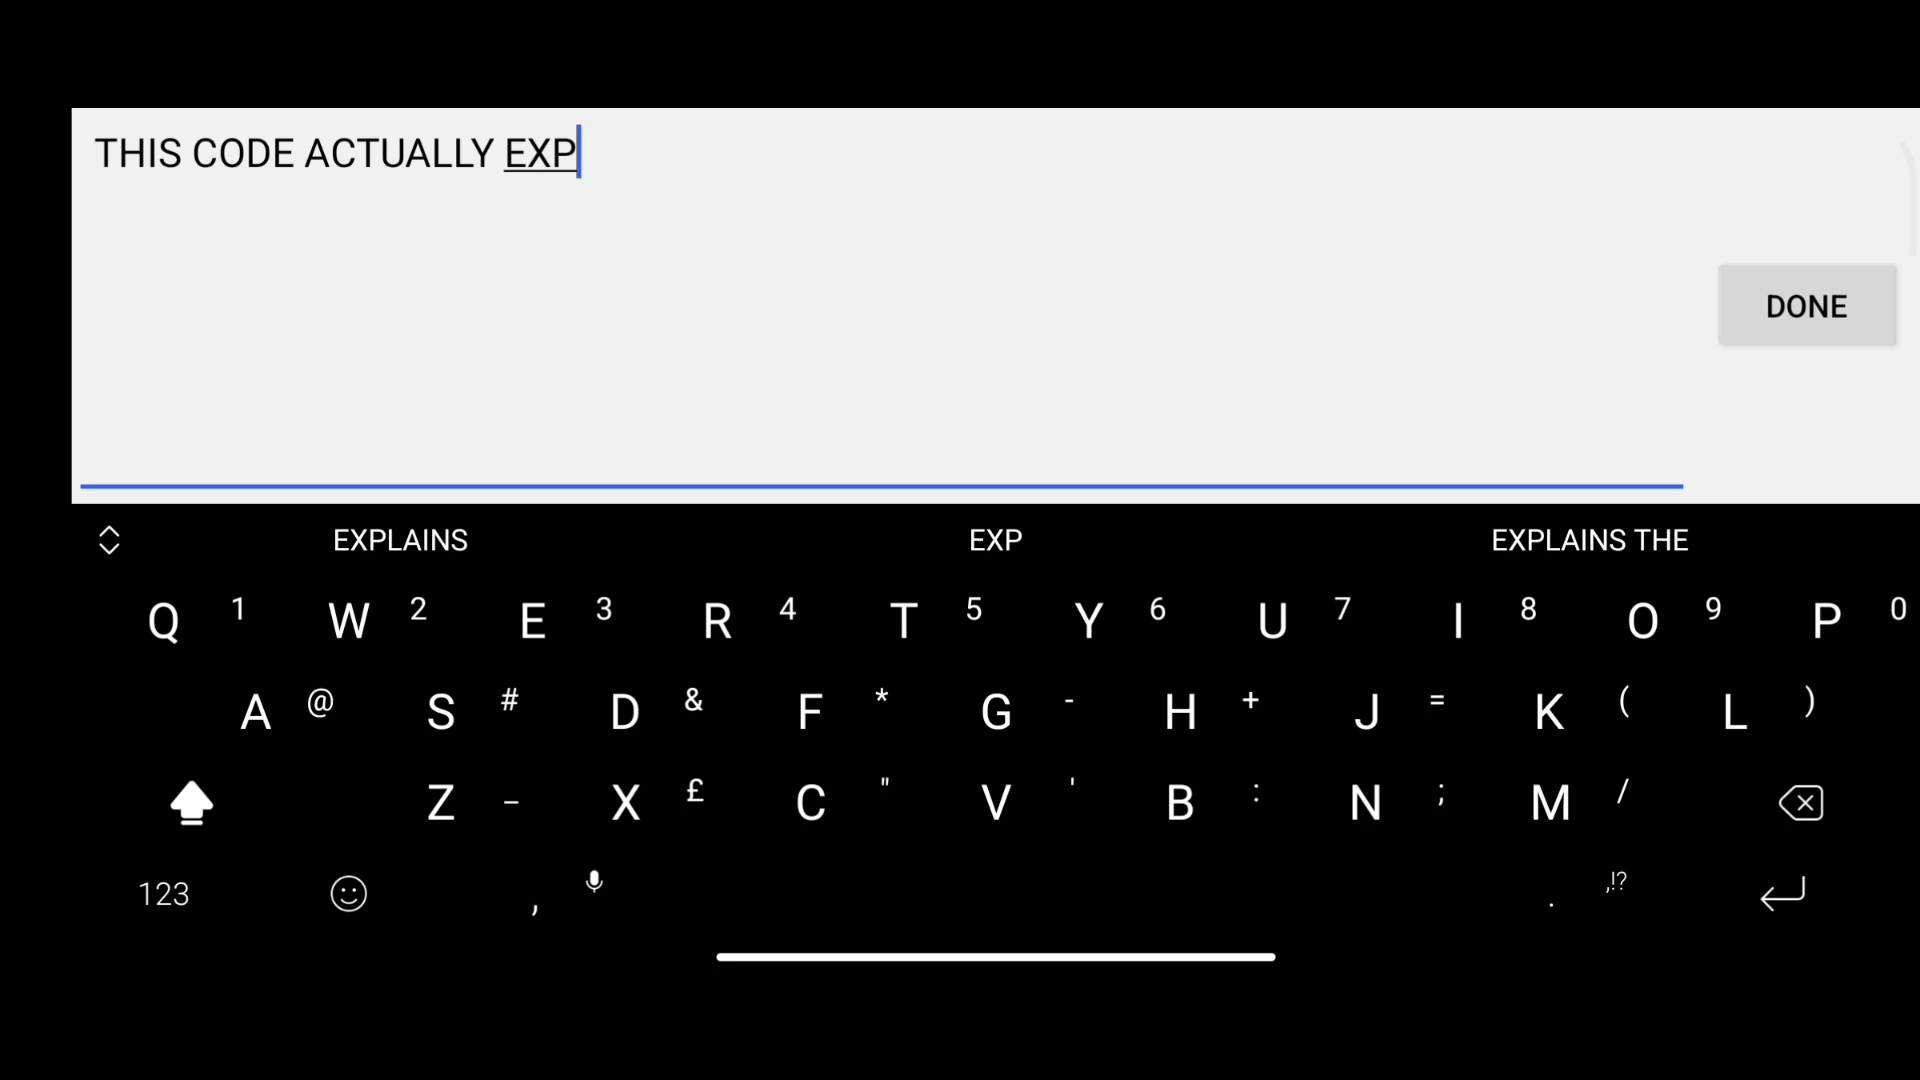 THIS CODE ACTUALLY EXP
DONE
EXPLAINS EXP EXPLAINS THE
Q 1 W 2 E 3 R 4 T 5 Y 6 U 7 I 8 O 9 P 0
A @ S # D & F * G - H + J = K ( L )
Z _ X £ C " V ' B : N ; M /
123 , . ,!?